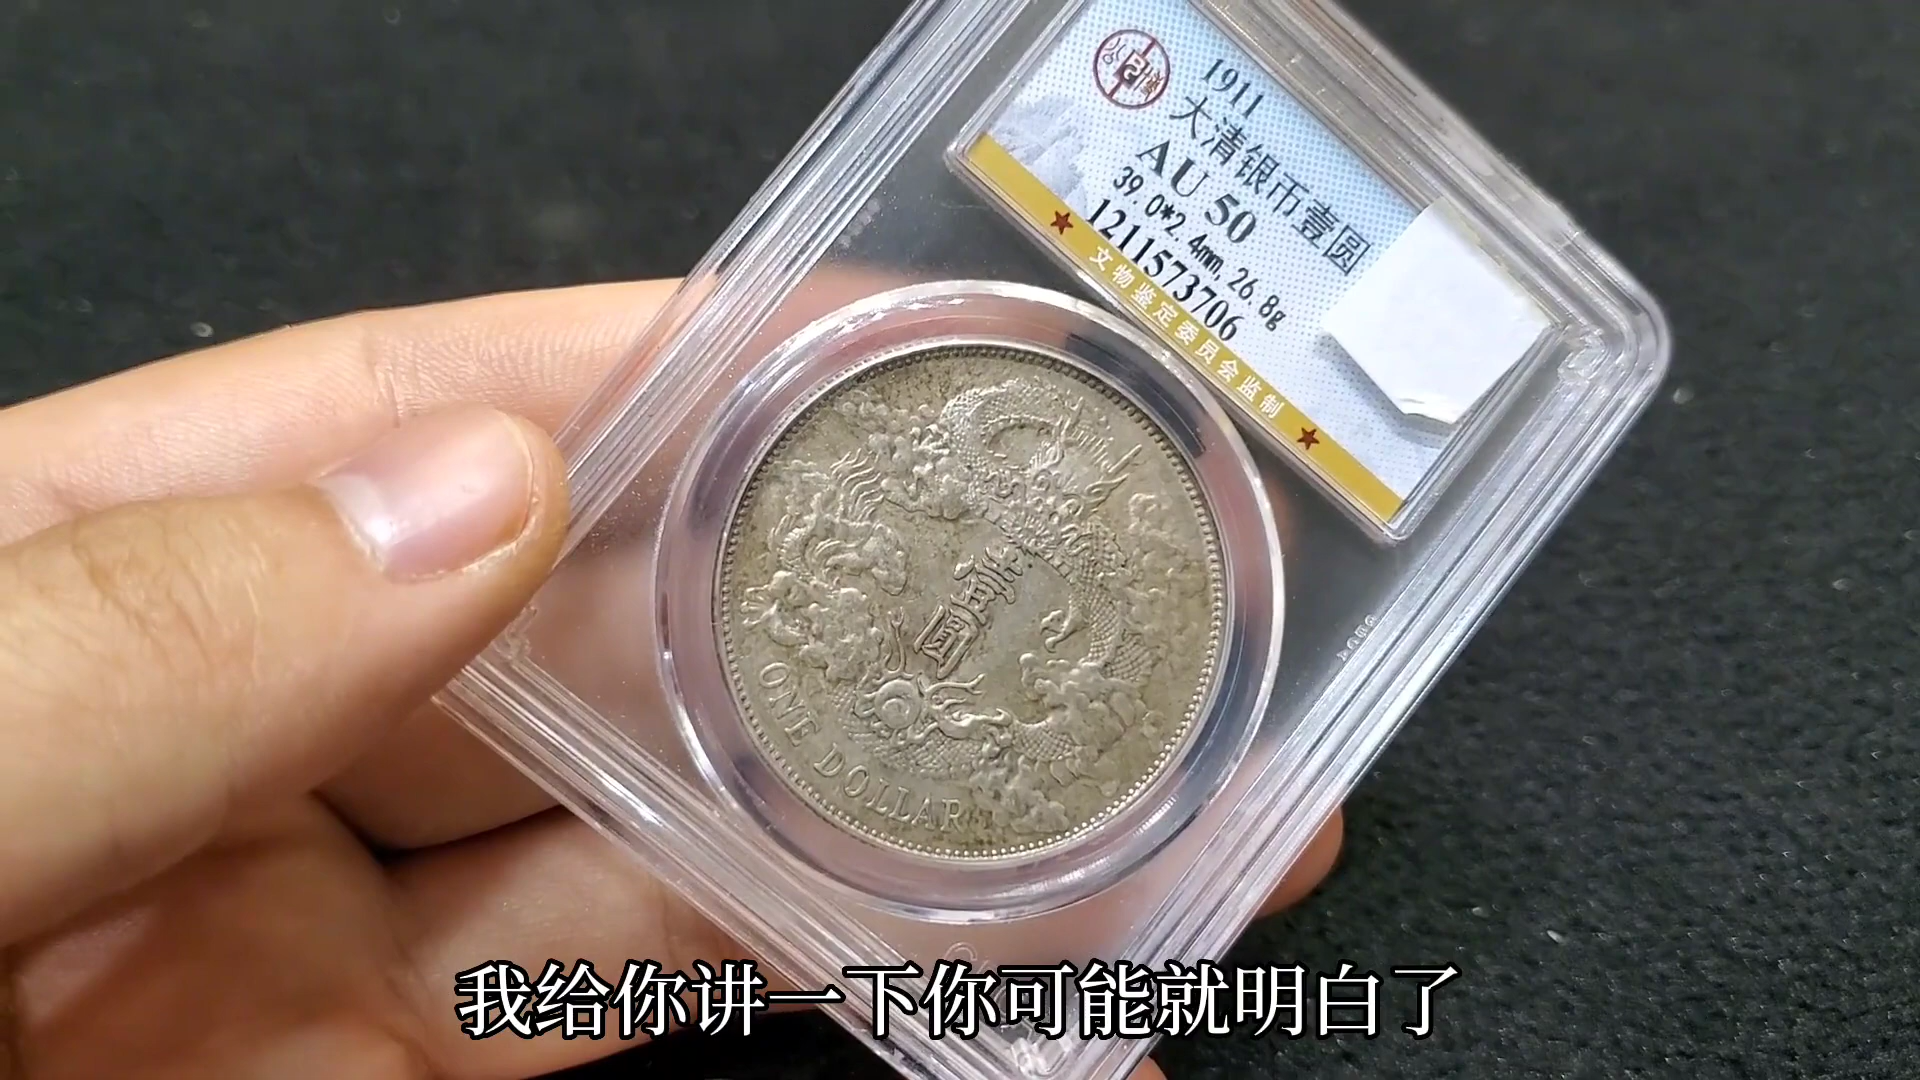 公博
1911
大清银币壹圆
AU 50
39.0*2.4mm,26.8g
1211573706
★ 文物鉴定委员会监制 ★
壹圆
ONE DOLLAR
我给你讲一下你可能就明白了